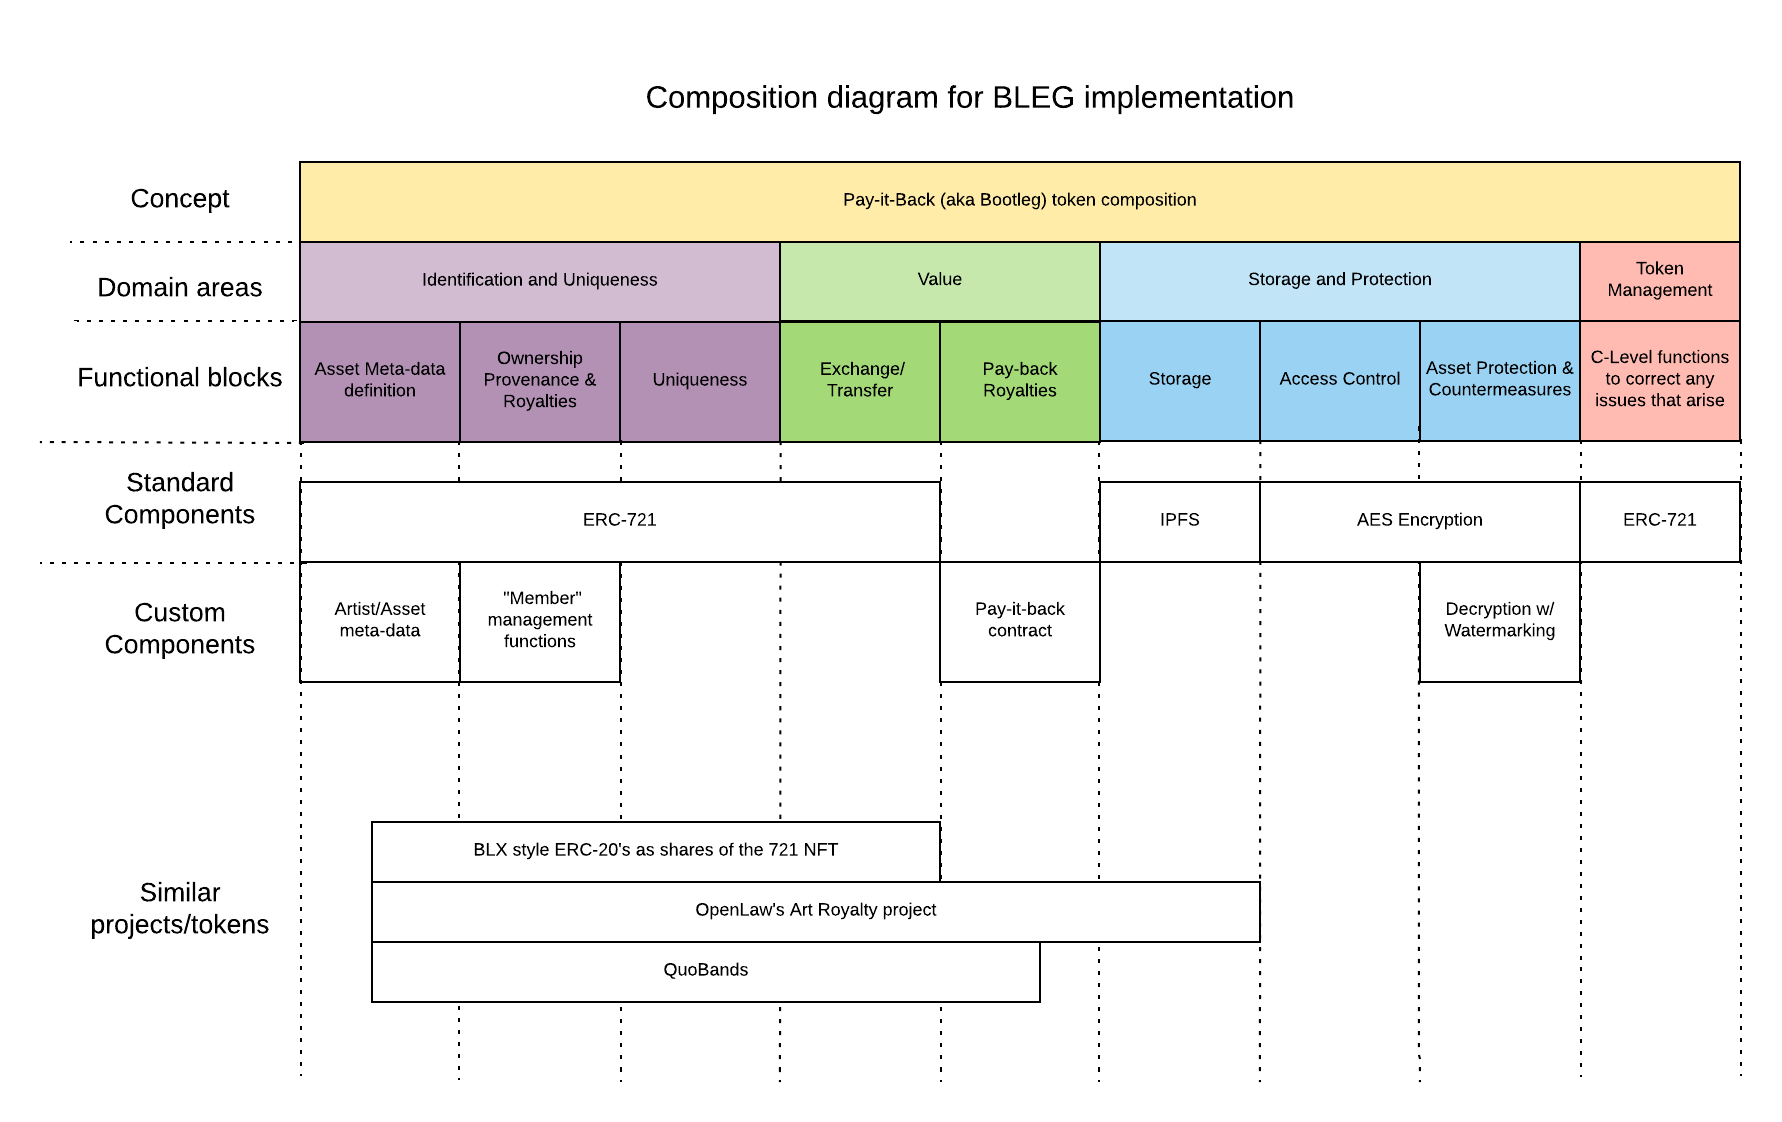 Composition diagram for BLEG implementation
Concept
Pay-it-Back (aka Bootleg) token composition
Domain areas
Identification and Uniqueness
Value
Storage and Protection
Token
Management
Functional blocks
Asset Meta-data
definition
Ownership
Provenance &
Royalties
Uniqueness
Exchange/
Transfer
Pay-back
Royalties
Storage
Access Control
Asset Protection &
Countermeasures
C-Level functions
to correct any
issues that arise
Standard
Components
ERC-721
IPFS
AES Encryption
ERC-721
Custom
Components
Artist/Asset
meta-data
"Member"
management
functions
Pay-it-back
contract
Decryption w/
Watermarking
Similar
projects/tokens
BLX style ERC-20's as shares of the 721 NFT
OpenLaw's Art Royalty project
QuoBands